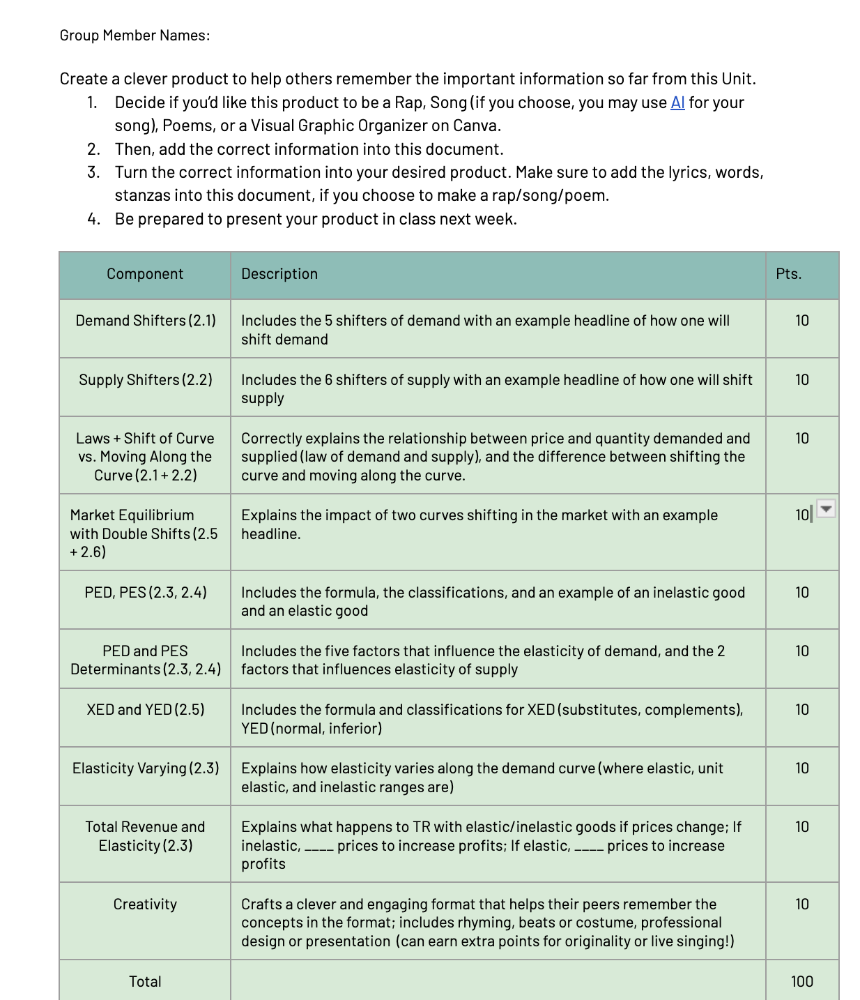 Group Member Names:
Create a clever product to help others remember the important information so far from this Unit.
1. Decide if you'd like this product to be a Rap, Song (if you choose, you may use AI for your
song), Poems, or a Visual Graphic Organizer on Canva.
2. Then, add the correct information into this document.
3. Turn the correct information into your desired product. Make sure to add the lyrics, words,
stanzas into this document, if you choose to make a rap/song/poem.
4. Be prepared to present your product in class next week.
Component Description Pts.
Demand Shifters (2.1)
Includes the 5 shifters of demand with an example headline of how one will
shift demand
10
Supply Shifters (2.2)
Includes the 6 shifters of supply with an example headline of how one will shift
supply
10
Laws + Shift of Curve
vs. Moving Along the
Curve (2.1 + 2.2)
Correctly explains the relationship between price and quantity demanded and
supplied (law of demand and supply), and the difference between shifting the
curve and moving along the curve.
10
Market Equilibrium
with Double Shifts (2.5
+ 2.6)
Explains the impact of two curves shifting in the market with an example
headline.
10
PED, PES (2.3, 2.4)
Includes the formula, the classifications, and an example of an inelastic good
and an elastic good
10
PED and PES
Determinants (2.3, 2.4)
Includes the five factors that influence the elasticity of demand, and the 2
factors that influences elasticity of supply
10
XED and YED (2.5)
Includes the formula and classifications for XED (substitutes, complements),
YED (normal, inferior)
10
Elasticity Varying (2.3)
Explains how elasticity varies along the demand curve (where elastic, unit
elastic, and inelastic ranges are)
10
Total Revenue and
Elasticity (2.3)
Explains what happens to TR with elastic/inelastic goods if prices change; If
inelastic, ____ prices to increase profits; If elastic, ____ prices to increase
profits
10
Creativity
Crafts a clever and engaging format that helps their peers remember the
concepts in the format; includes rhyming, beats or costume, professional
design or presentation (can earn extra points for originality or live singing!)
10
Total 100